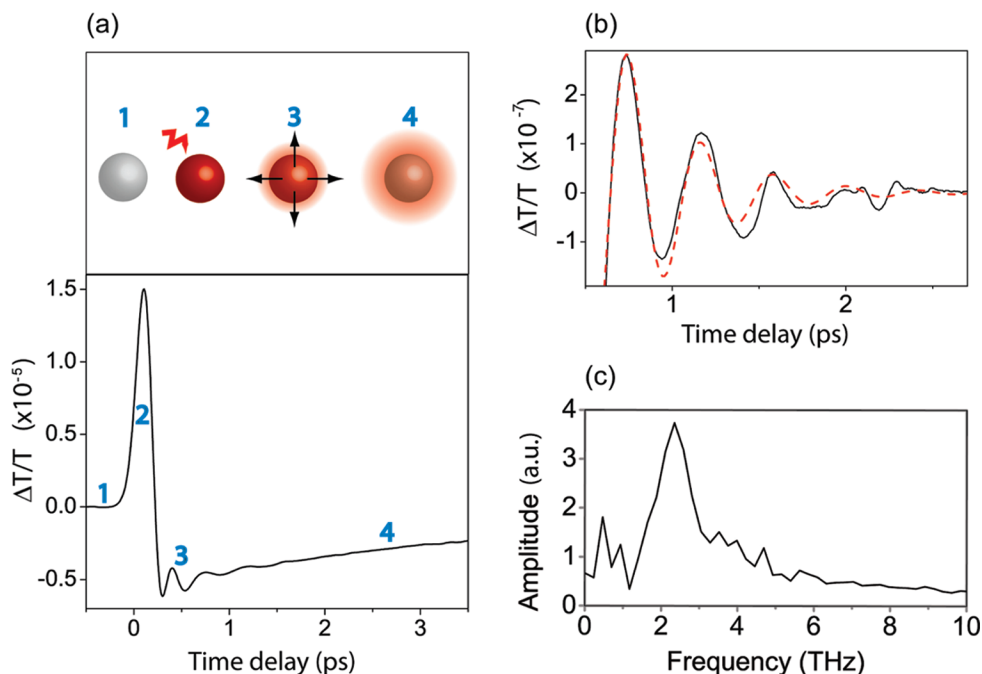 (a)
1 2 3 4
1.5
1.0
0.5
0.0
-0.5
ΔT/T (x10⁻⁵)
1
2
3
4
0 1 2 3
Time delay (ps)
(b)
2
1
0
-1
ΔT/T (x10⁻⁷)
1 2
Time delay (ps)
(c)
4
3
2
1
0
Amplitude (a.u.)
0 2 4 6 8 10
Frequency (THz)